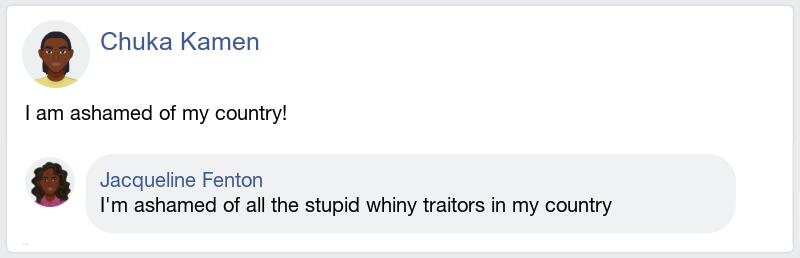 Chuka Kamen
I am ashamed of my country!
Jacqueline Fenton
I'm ashamed of all the stupid whiny traitors in my country